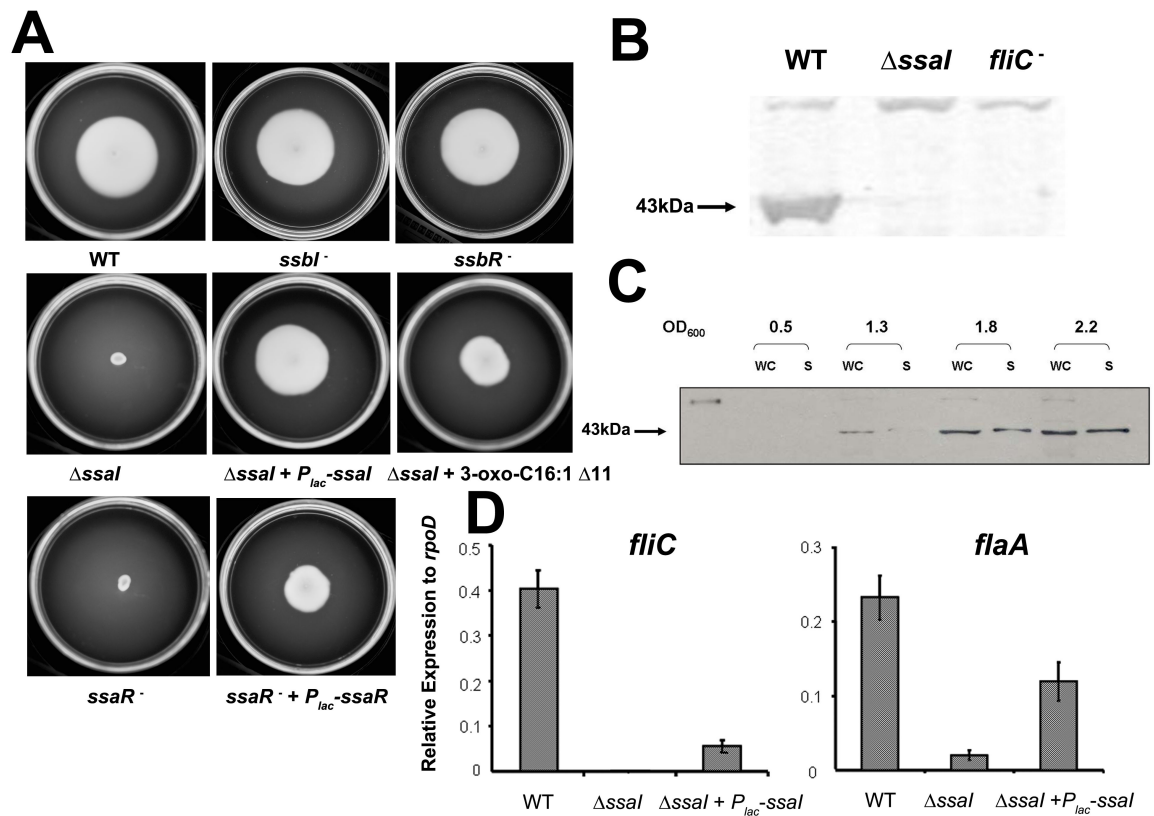 A
WT
ssbI -
ssbR -
ΔssaI
ΔssaI + Plac-ssaI
ΔssaI + 3-oxo-C16:1 Δ11
ssaR -
ssaR - + Plac-ssaR
B
WT
ΔssaI
fliC -
43kDa
C
OD600
0.5
1.3
1.8
2.2
WC
S
WC
S
WC
S
WC
S
43kDa
D
Relative Expression to rpoD
fliC
0.5
0.4
0.3
0.2
0.1
0
WT
ΔssaI
ΔssaI + Plac-ssaI
flaA
0.3
0.2
0.1
0
WT
ΔssaI
ΔssaI +Plac-ssaI